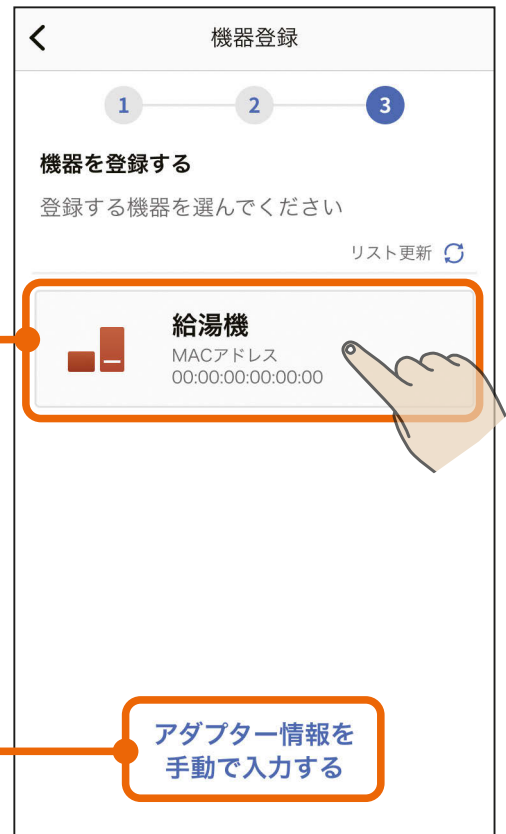 機器登録
1 2 3
機器を登録する
登録する機器を選んでください
リスト更新
給湯機
MACアドレス
00:00:00:00:00:00
アダプター情報を
手動で入力する